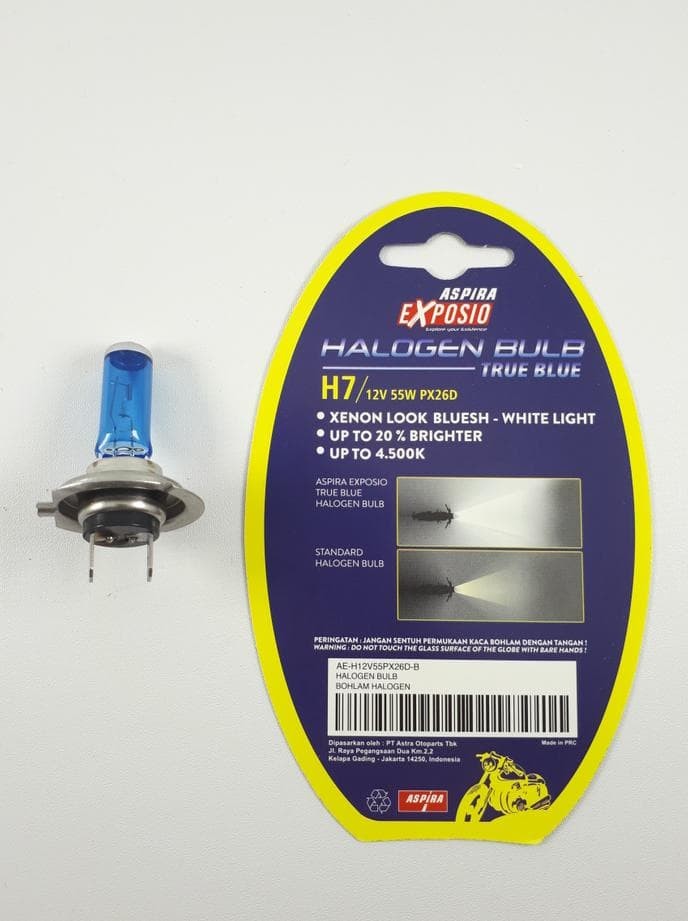 ASPIRA
EXPOSIO
Explore your Existence
HALOGEN BULB
TRUE BLUE
H7/12V 55W PX26D
• XENON LOOK BLUESH - WHITE LIGHT
• UP TO 20 % BRIGHTER
• UP TO 4.500K
ASPIRA EXPOSIO
TRUE BLUE
HALOGEN BULB
STANDARD
HALOGEN BULB
PERINGATAN : JANGAN SENTUH PERMUKAAN KACA BOHLAM DENGAN TANGAN !
WARNING : DO NOT TOUCH THE GLASS SURFACE OF THE GLOBE WITH BARE HANDS !
AE-H12V55PX26D-B
HALOGEN BULB
BOHLAM HALOGEN
Dipasarkan oleh : PT Astra Otoparts Tbk
Jl. Raya Pegangsaan Dua Km.2,2
Kelapa Gading - Jakarta 14250, Indonesia
Made in PRC
ASPIRA